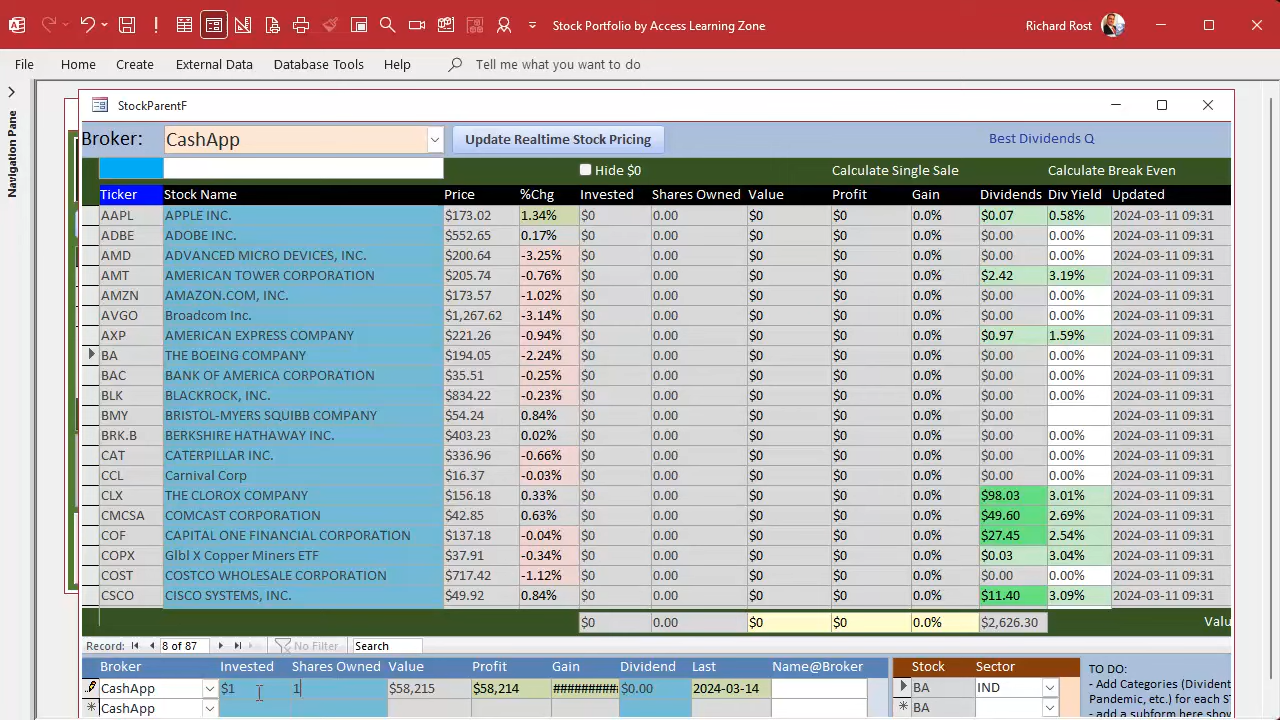 Stock Portfolio by Access Learning Zone
Richard Rost
File Home Create External Data Database Tools Help Tell me what you want to do
Navigation Pane
StockParentF
Broker: CashApp Update Realtime Stock Pricing Best Dividends Q
Hide $0 Calculate Single Sale Calculate Break Even
Ticker Stock Name Price %Chg Invested Shares Owned Value Profit Gain Dividends Div Yield Updated
AAPL APPLE INC. $173.02 1.34% $0 0.00 $0 $0 0.0% $0.07 0.58% 2024-03-11 09:31
ADBE ADOBE INC. $552.65 0.17% $0 0.00 $0 $0 0.0% $0.00 0.00% 2024-03-11 09:31
AMD ADVANCED MICRO DEVICES, INC. $200.64 -3.25% $0 0.00 $0 $0 0.0% $0.00 0.00% 2024-03-11 09:31
AMT AMERICAN TOWER CORPORATION $205.74 -0.76% $0 0.00 $0 $0 0.0% $2.42 3.19% 2024-03-11 09:31
AMZN AMAZON.COM, INC. $173.57 -1.02% $0 0.00 $0 $0 0.0% $0.00 0.00% 2024-03-11 09:31
AVGO Broadcom Inc. $1,267.62 -3.14% $0 0.00 $0 $0 0.0% $0.00 0.00% 2024-03-11 09:31
AXP AMERICAN EXPRESS COMPANY $221.26 -0.94% $0 0.00 $0 $0 0.0% $0.97 1.59% 2024-03-11 09:31
BA THE BOEING COMPANY $194.05 -2.24% $0 0.00 $0 $0 0.0% $0.00 0.00% 2024-03-11 09:31
BAC BANK OF AMERICA CORPORATION $35.51 -0.25% $0 0.00 $0 $0 0.0% $0.00 0.00% 2024-03-11 09:31
BLK BLACKROCK, INC. $834.22 -0.23% $0 0.00 $0 $0 0.0% $0.00 0.00% 2024-03-11 09:31
BMY BRISTOL-MYERS SQUIBB COMPANY $54.24 0.84% $0 0.00 $0 $0 0.0% $0.00 2024-03-11 09:31
BRK.B BERKSHIRE HATHAWAY INC. $403.23 0.02% $0 0.00 $0 $0 0.0% $0.00 0.00% 2024-03-11 09:31
CAT CATERPILLAR INC. $336.96 -0.66% $0 0.00 $0 $0 0.0% $0.00 0.00% 2024-03-11 09:31
CCL Carnival Corp $16.37 -0.03% $0 0.00 $0 $0 0.0% $0.00 0.00% 2024-03-11 09:31
CLX THE CLOROX COMPANY $156.18 0.33% $0 0.00 $0 $0 0.0% $98.03 3.01% 2024-03-11 09:31
CMCSA COMCAST CORPORATION $42.85 0.63% $0 0.00 $0 $0 0.0% $49.60 2.69% 2024-03-11 09:31
COF CAPITAL ONE FINANCIAL CORPORATION $137.18 -0.04% $0 0.00 $0 $0 0.0% $27.45 2.54% 2024-03-11 09:31
COPX Glbl X Copper Miners ETF $37.91 -0.34% $0 0.00 $0 $0 0.0% $0.03 3.04% 2024-03-11 09:31
COST COSTCO WHOLESALE CORPORATION $717.42 -1.12% $0 0.00 $0 $0 0.0% $0.00 0.00% 2024-03-11 09:31
CSCO CISCO SYSTEMS, INC. $49.92 0.84% $0 0.00 $0 $0 0.0% $11.40 3.09% 2024-03-11 09:31
$0 0.00 $0 $0 0.0% $2,626.30 Valu
Record: 8 of 87 No Filter Search
Broker Invested Shares Owned Value Profit Gain Dividend Last Name@Broker Stock Sector TO DO:
CashApp $1 1 $58,215 $58,214 ########## $0.00 2024-03-14 BA IND - Add Categories (Dividen
Pandemic, etc.) for each S
CashApp BA - add a subform here show